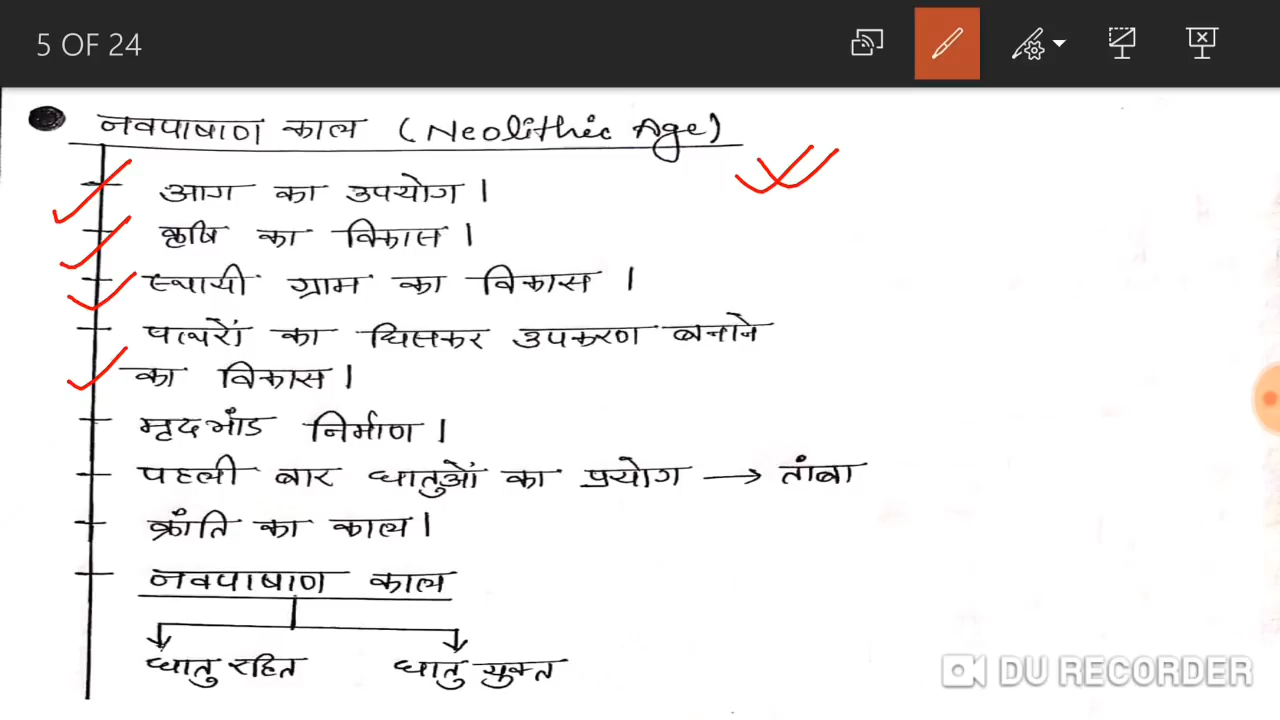 5 OF 24
नवपाषाण काल (Neolithic Age)
आग का उपयोग।
कृषि का विकास।
स्थायी ग्राम का विकास।
पत्थरों का घिसकर उपकरण बनाने
का विकास।
मृदभांड निर्माण।
पहली बार धातुओं का प्रयोग → तांबा
क्रांति का काल।
नवपाषाण काल
धातु रहित धातु युक्त
DU RECORDER